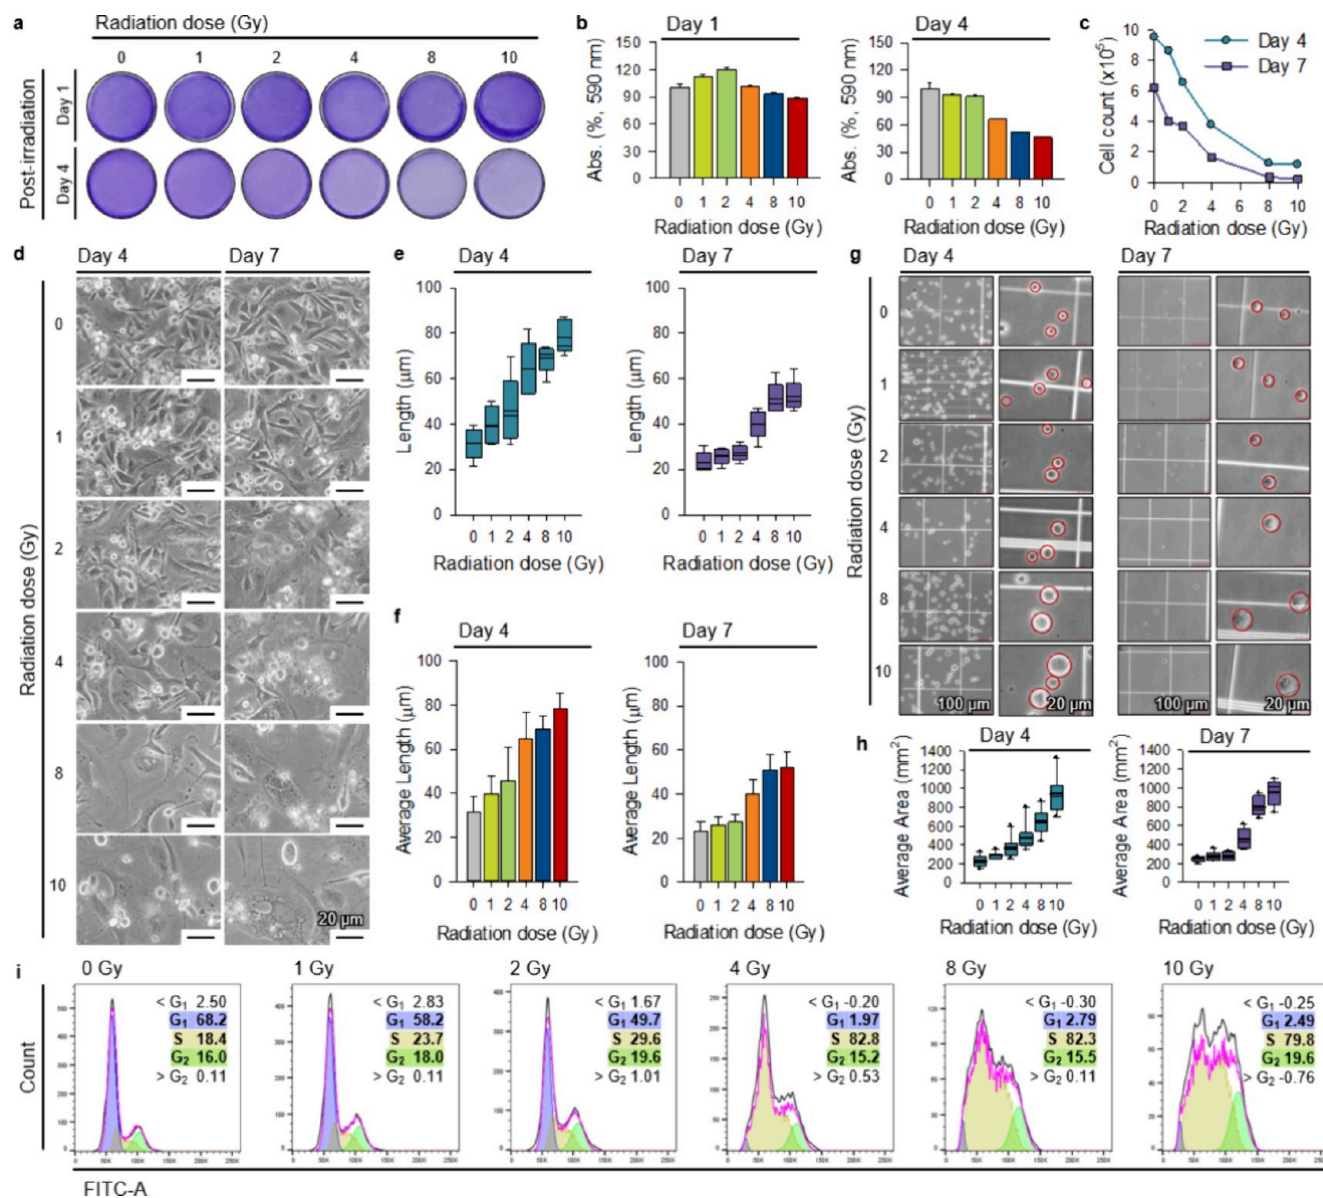 a
Radiation dose (Gy)
0 1 2 4 8 10
Post-irradiation
Day 1
Day 4
b
Day 1
Abs. (%, 590 nm)
150
120
90
60
30
0
0 1 2 4 8 10
Radiation dose (Gy)
Day 4
Abs. (%, 590 nm)
150
120
90
60
30
0
0 1 2 4 8 10
Radiation dose (Gy)
c
Cell count (x10⁵)
10
8
6
4
2
0
Day 4
Day 7
0 2 4 6 8 10
Radiation dose (Gy)
d
Day 4 Day 7
Radiation dose (Gy)
0
1
2
4
8
10
20 µm
e
Day 4
Length (µm)
100
80
60
40
20
0
0 1 2 4 8 10
Radiation dose (Gy)
Day 7
Length (µm)
100
80
60
40
20
0
0 1 2 4 8 10
Radiation dose (Gy)
f
Day 4
Average Length (µm)
100
80
60
40
20
0
0 1 2 4 8 10
Radiation dose (Gy)
Day 7
Average Length (µm)
100
80
60
40
20
0
0 1 2 4 8 10
Radiation dose (Gy)
g
Day 4 Day 7
Radiation dose (Gy)
0
1
2
4
8
10
100 µm 20 µm 100 µm 20 µm
h
Day 4
Average Area (mm²)
1400
1200
1000
800
600
400
200
0
0 1 2 4 8 10
Radiation dose (Gy)
Day 7
Average Area (mm²)
1400
1200
1000
800
600
400
200
0
0 1 2 4 8 10
Radiation dose (Gy)
i
Count
0 Gy
< G₁ 2.50
G₁ 68.2
S 18.4
G₂ 16.0
> G₂ 0.11
1 Gy
< G₁ 2.83
G₁ 58.2
S 23.7
G₂ 18.0
> G₂ 0.11
2 Gy
< G₁ 1.67
G₁ 49.7
S 29.6
G₂ 19.6
> G₂ 1.01
4 Gy
< G₁ -0.20
G₁ 1.97
S 82.8
G₂ 15.2
> G₂ 0.53
8 Gy
< G₁ -0.30
G₁ 2.79
S 82.3
G₂ 15.5
> G₂ 0.11
10 Gy
< G₁ -0.25
G₁ 2.49
S 79.8
G₂ 19.6
> G₂ -0.76
FITC-A